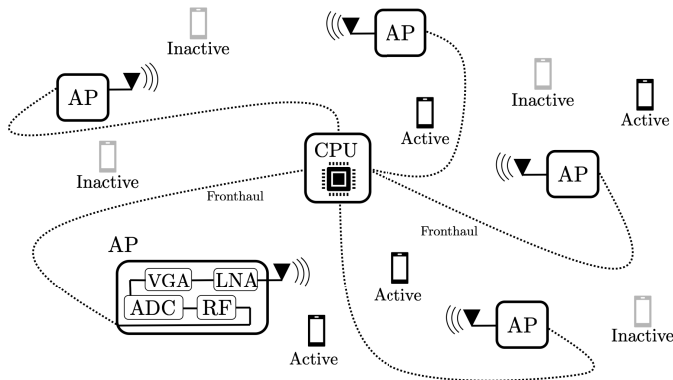 AP
Inactive
AP
Inactive
Active
Active
CPU
AP
Inactive
Fronthaul
Fronthaul
AP
VGA
LNA
ADC
RF
Active
AP
Inactive
Active